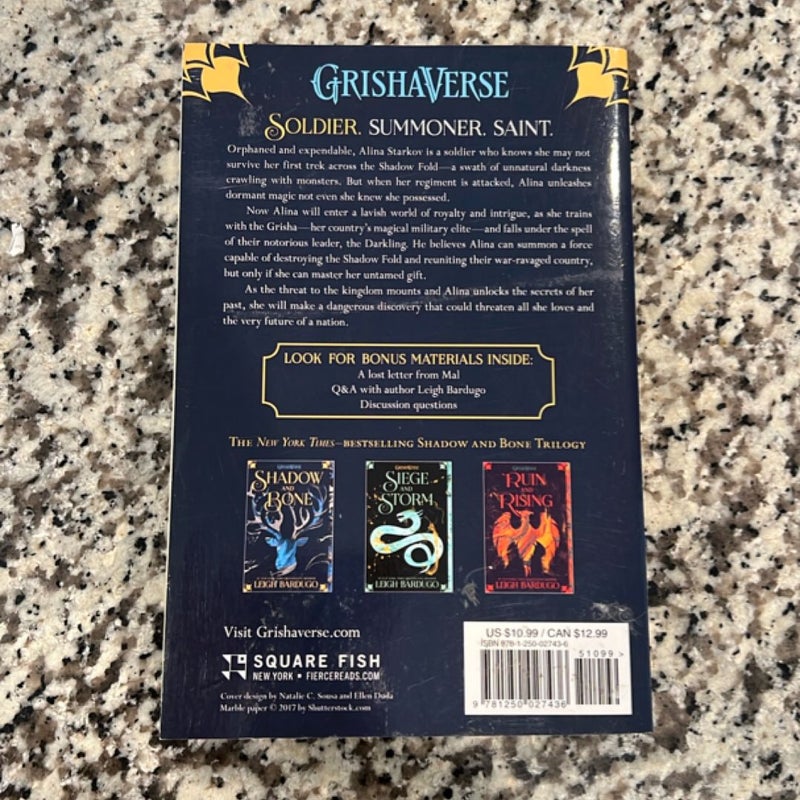 GRISHAVERSE
SOLDIER. SUMMONER. SAINT.
Orphaned and expendable, Alina Starkov is a soldier who knows she may not
survive her first trek across the Shadow Fold—a swath of unnatural darkness
crawling with monsters. But when her regiment is attacked, Alina unleashes
dormant magic not even she knew she possessed.
Now Alina will enter a lavish world of royalty and intrigue, as she trains
with the Grisha—her country's magical military elite—and falls under the spell
of their notorious leader, the Darkling. He believes Alina can summon a force
capable of destroying the Shadow Fold and reuniting their war-ravaged country,
but only if she can master her untamed gift.
As the threat to the kingdom mounts and Alina unlocks the secrets of her
past, she will make a dangerous discovery that could threaten all she loves and
the very future of a nation.
LOOK FOR BONUS MATERIALS INSIDE:
A lost letter from Mal
Q&A with author Leigh Bardugo
Discussion questions
THE NEW YORK TIMES–BESTSELLING SHADOW AND BONE TRILOGY
GRISHAVERSE
SHADOW
AND
BONE
LEIGH BARDUGO
GRISHAVERSE
SIEGE
AND
STORM
LEIGH BARDUGO
GRISHAVERSE
RUIN
AND
RISING
LEIGH BARDUGO
Visit Grishaverse.com
SQUARE FISH
NEW YORK • FIERCEREADS.COM
Cover design by Natalie C. Sousa and Ellen Duda
Marble paper © 2017 by Shutterstock.com
US $10.99 / CAN $12.99
ISBN 978-1-250-02743-6
51099>
9 781250 027436